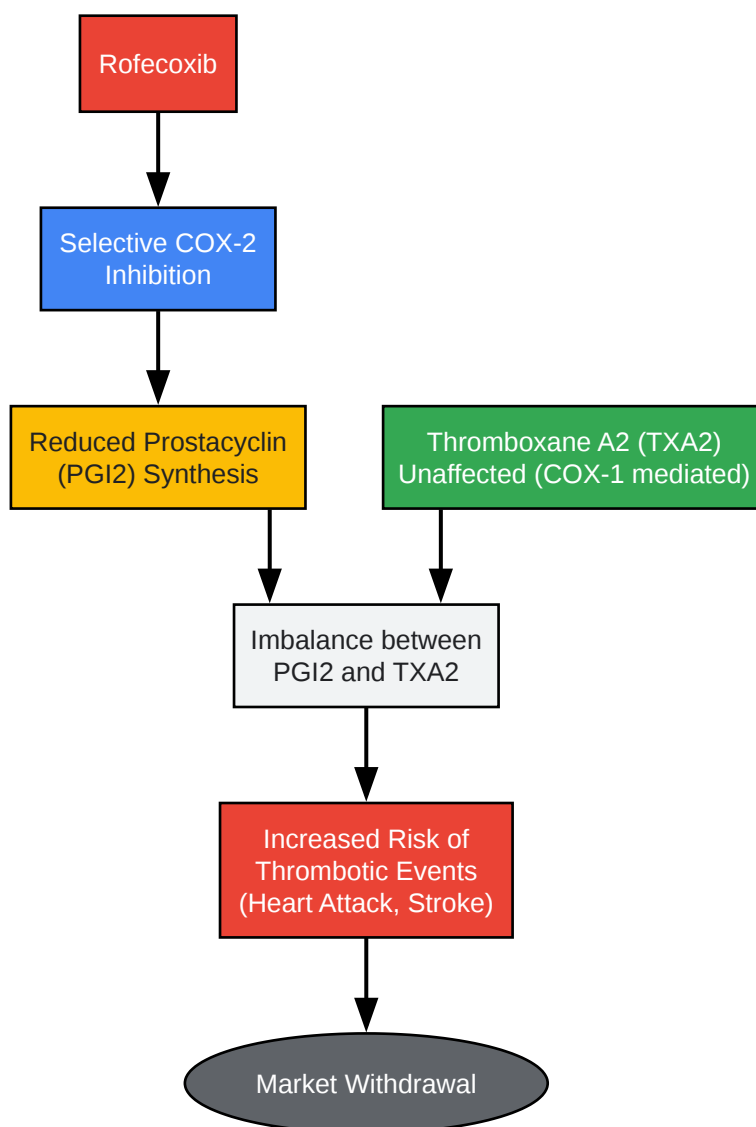 Rofecoxib
Selective COX-2
Inhibition
Reduced Prostacyclin
(PGI2) Synthesis
Thromboxane A2 (TXA2)
Unaffected (COX-1 mediated)
Imbalance between
PGI2 and TXA2
Increased Risk of
Thrombotic Events
(Heart Attack, Stroke)
Market Withdrawal